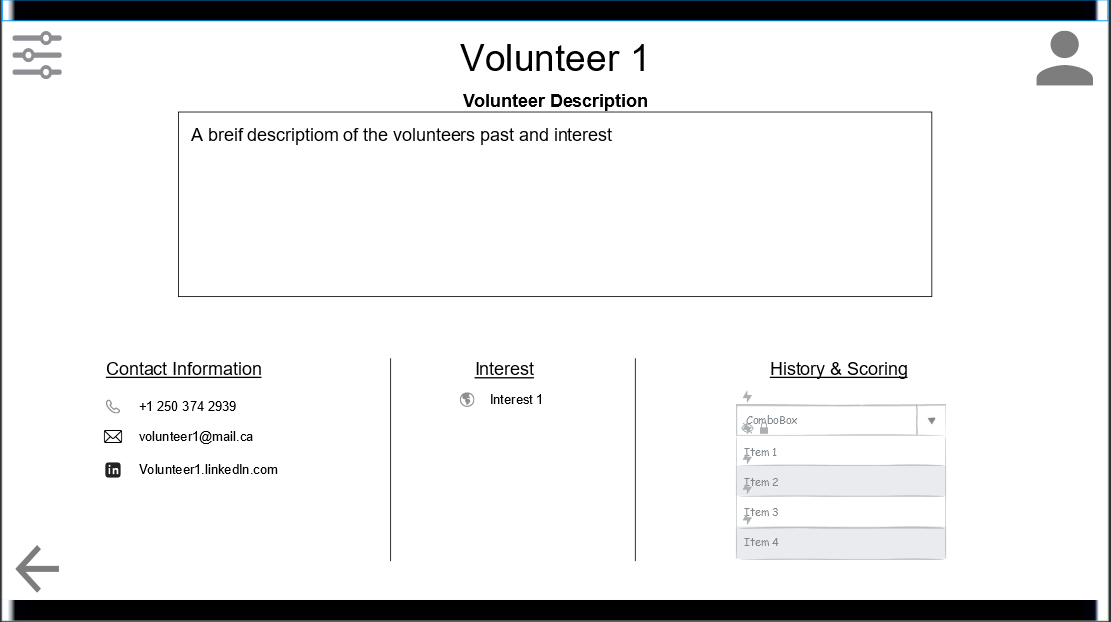 Volunteer 1
Volunteer Description
A breif descriptiom of the volunteers past and interest
Contact Information
+1 250 374 2939
volunteer1@mail.ca
in
Volunteer1.linkedIn.com
Interest
Interest 1
History & Scoring
ComboBox
Item 1
Item 2
Item 3
Item 4